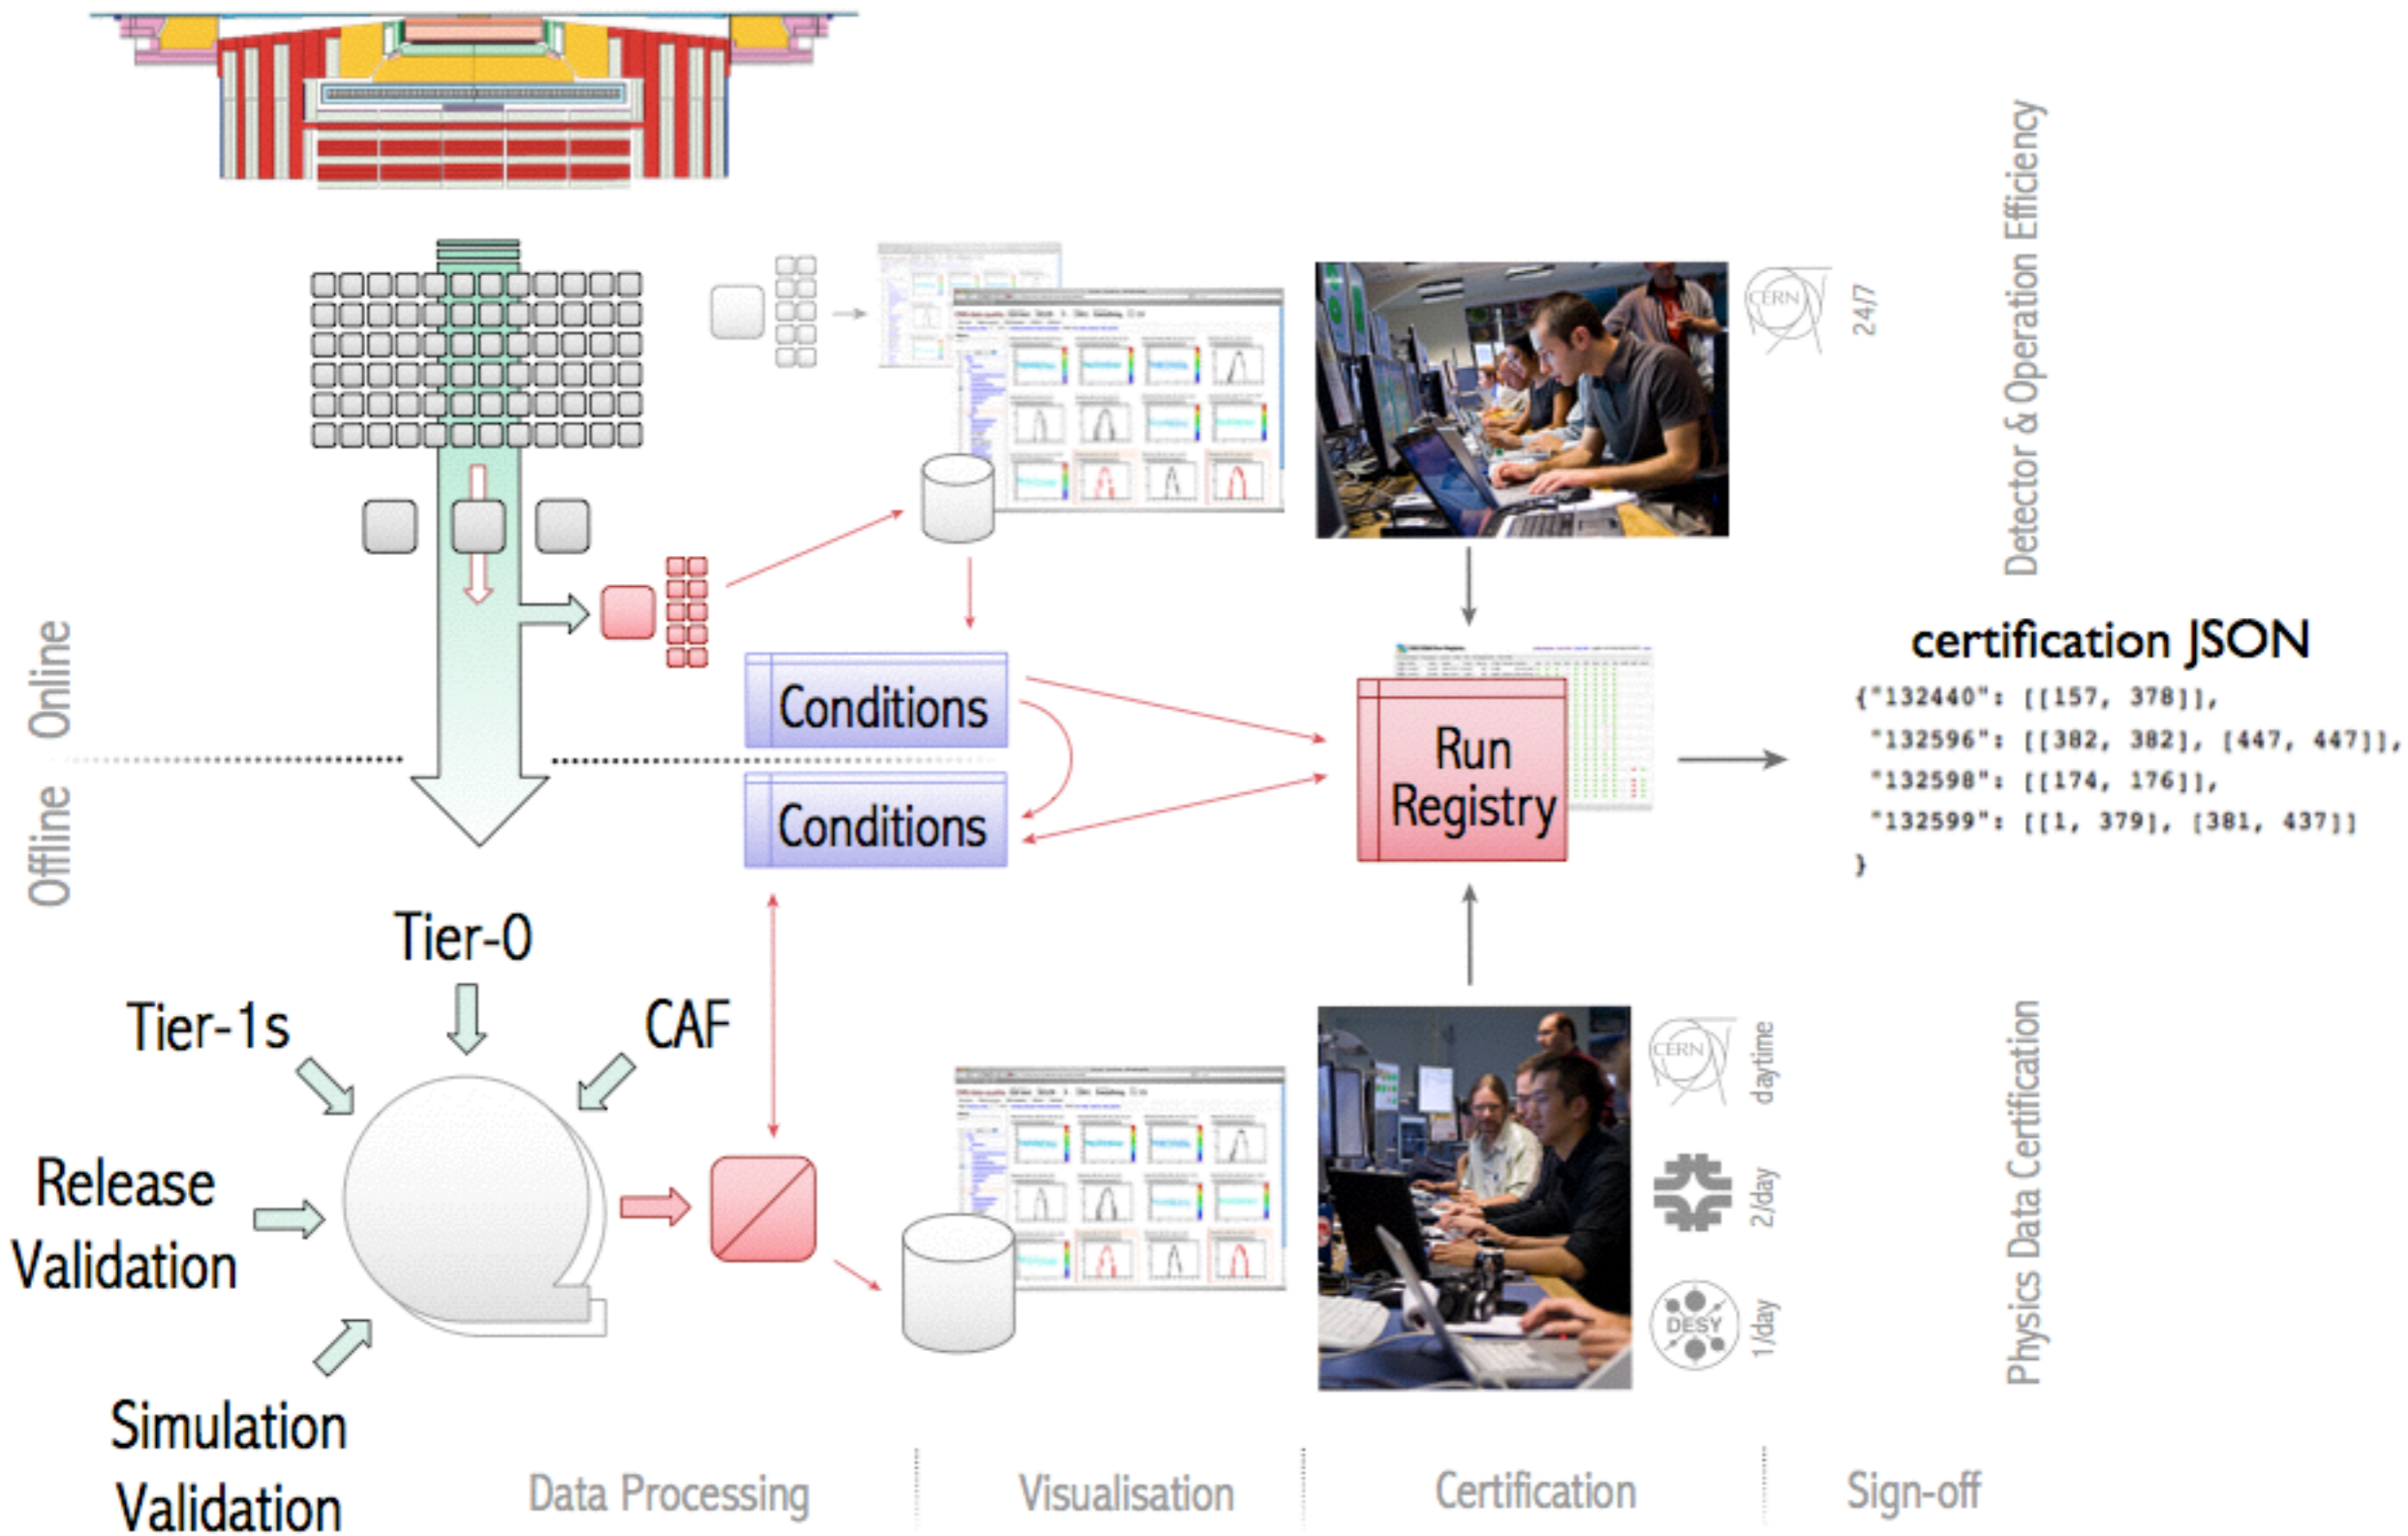 CERN
24/7
Detector & Operation Efficiency
Online
Offline
Conditions
Conditions
Run
Registry
certification JSON
{"132440": [[157, 378]],
"132596": [[382, 382], [447, 447]],
"132598": [[174, 176]],
"132599": [[1, 379], [381, 437]]
}
Tier-0
Tier-1s
CAF
Release
Validation
Simulation
Validation
CERN
daytime
2/day
DESY
1/day
Physics Data Certification
Data Processing
Visualisation
Certification
Sign-off